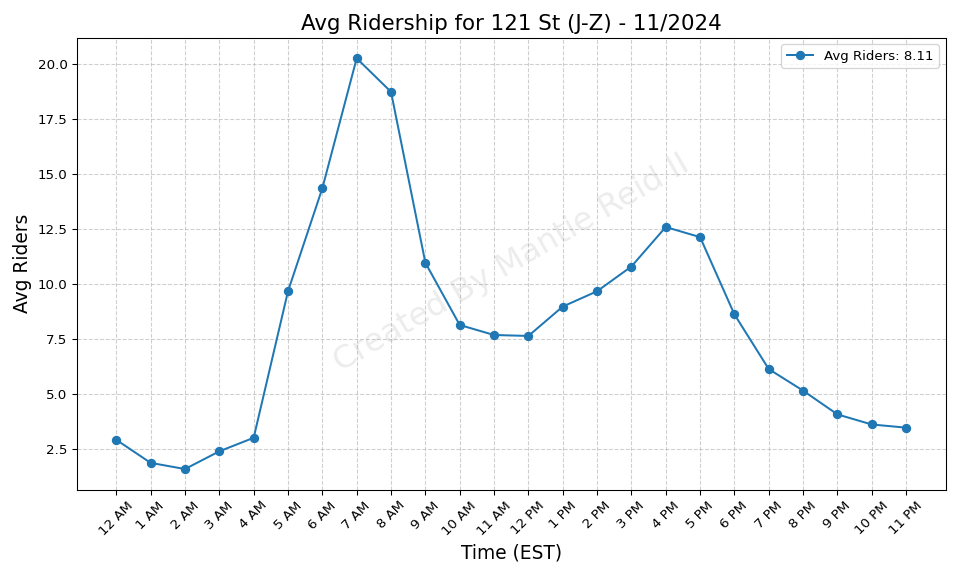 Avg Ridership for 121 St (J-Z) - 11/2024
Avg Riders: 8.11
20.0
17.5
15.0
12.5
10.0
7.5
5.0
2.5
Avg Riders
Created By Mantie Reid II
12 AM
1 AM
2 AM
3 AM
4 AM
5 AM
6 AM
7 AM
8 AM
9 AM
10 AM
11 AM
12 PM
1 PM
2 PM
3 PM
4 PM
5 PM
6 PM
7 PM
8 PM
9 PM
10 PM
11 PM
Time (EST)